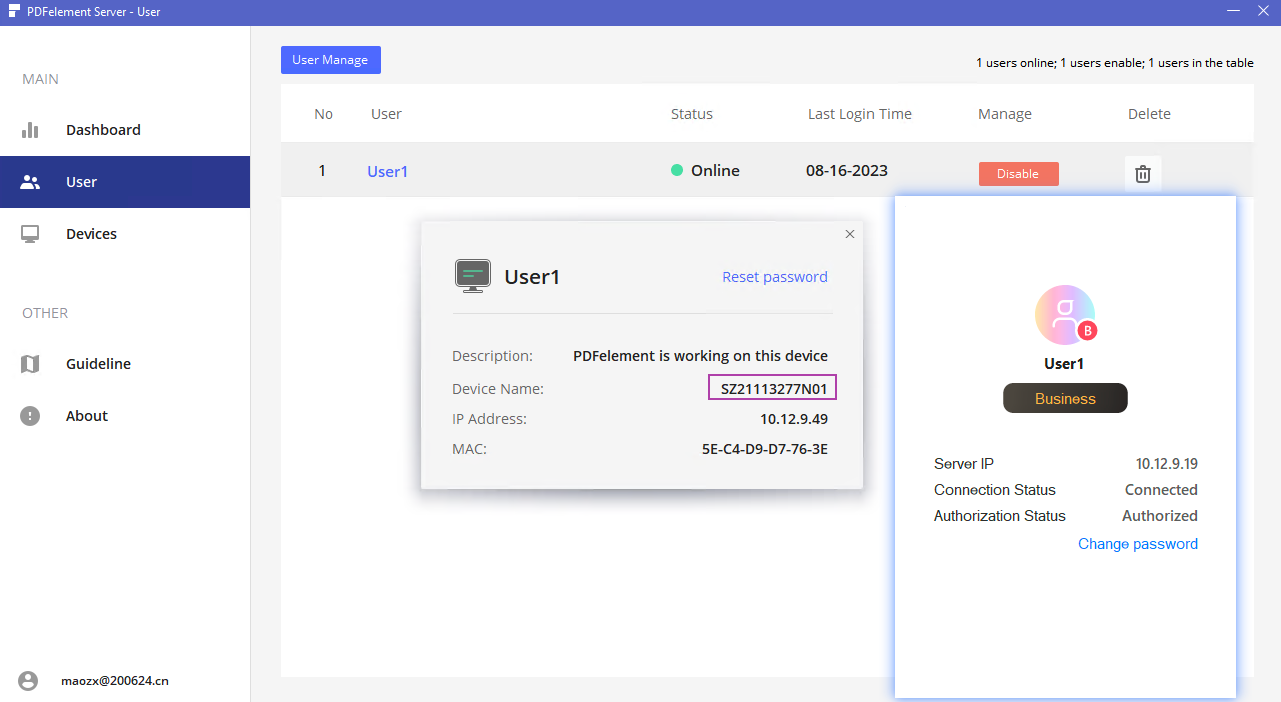 PDFelement Server - User
MAIN
Dashboard
User
Devices
OTHER
Guideline
About
maozx@200624.cn
User Manage
1 users online; 1 users enable; 1 users in the table
No User Status Last Login Time Manage Delete
1 User1 Online 08-16-2023 Disable
User1 Reset password
Description: PDFelement is working on this device
Device Name: SZ21113277N01
IP Address: 10.12.9.49
MAC: 5E-C4-D9-D7-76-3E
B
User1
Business
Server IP 10.12.9.19
Connection Status Connected
Authorization Status Authorized
Change password